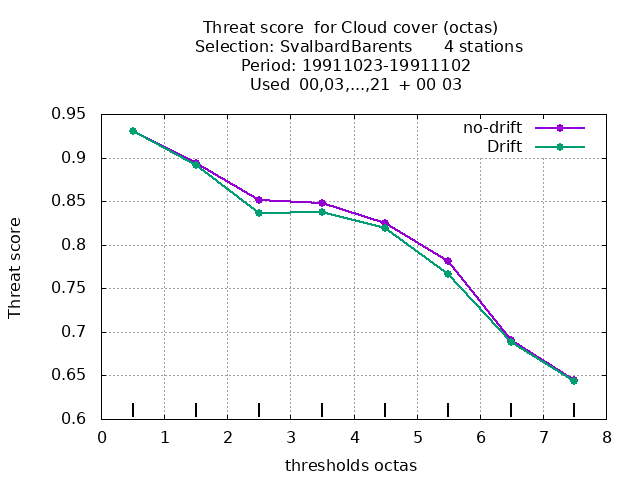 Threat score for Cloud cover (octas)
Selection: SvalbardBarents 4 stations
Period: 19911023-19911102
Used 00,03,...,21 + 00 03
no-drift
Drift
0.95
0.9
0.85
0.8
0.75
0.7
0.65
0.6
Threat score
0 1 2 3 4 5 6 7 8
thresholds octas